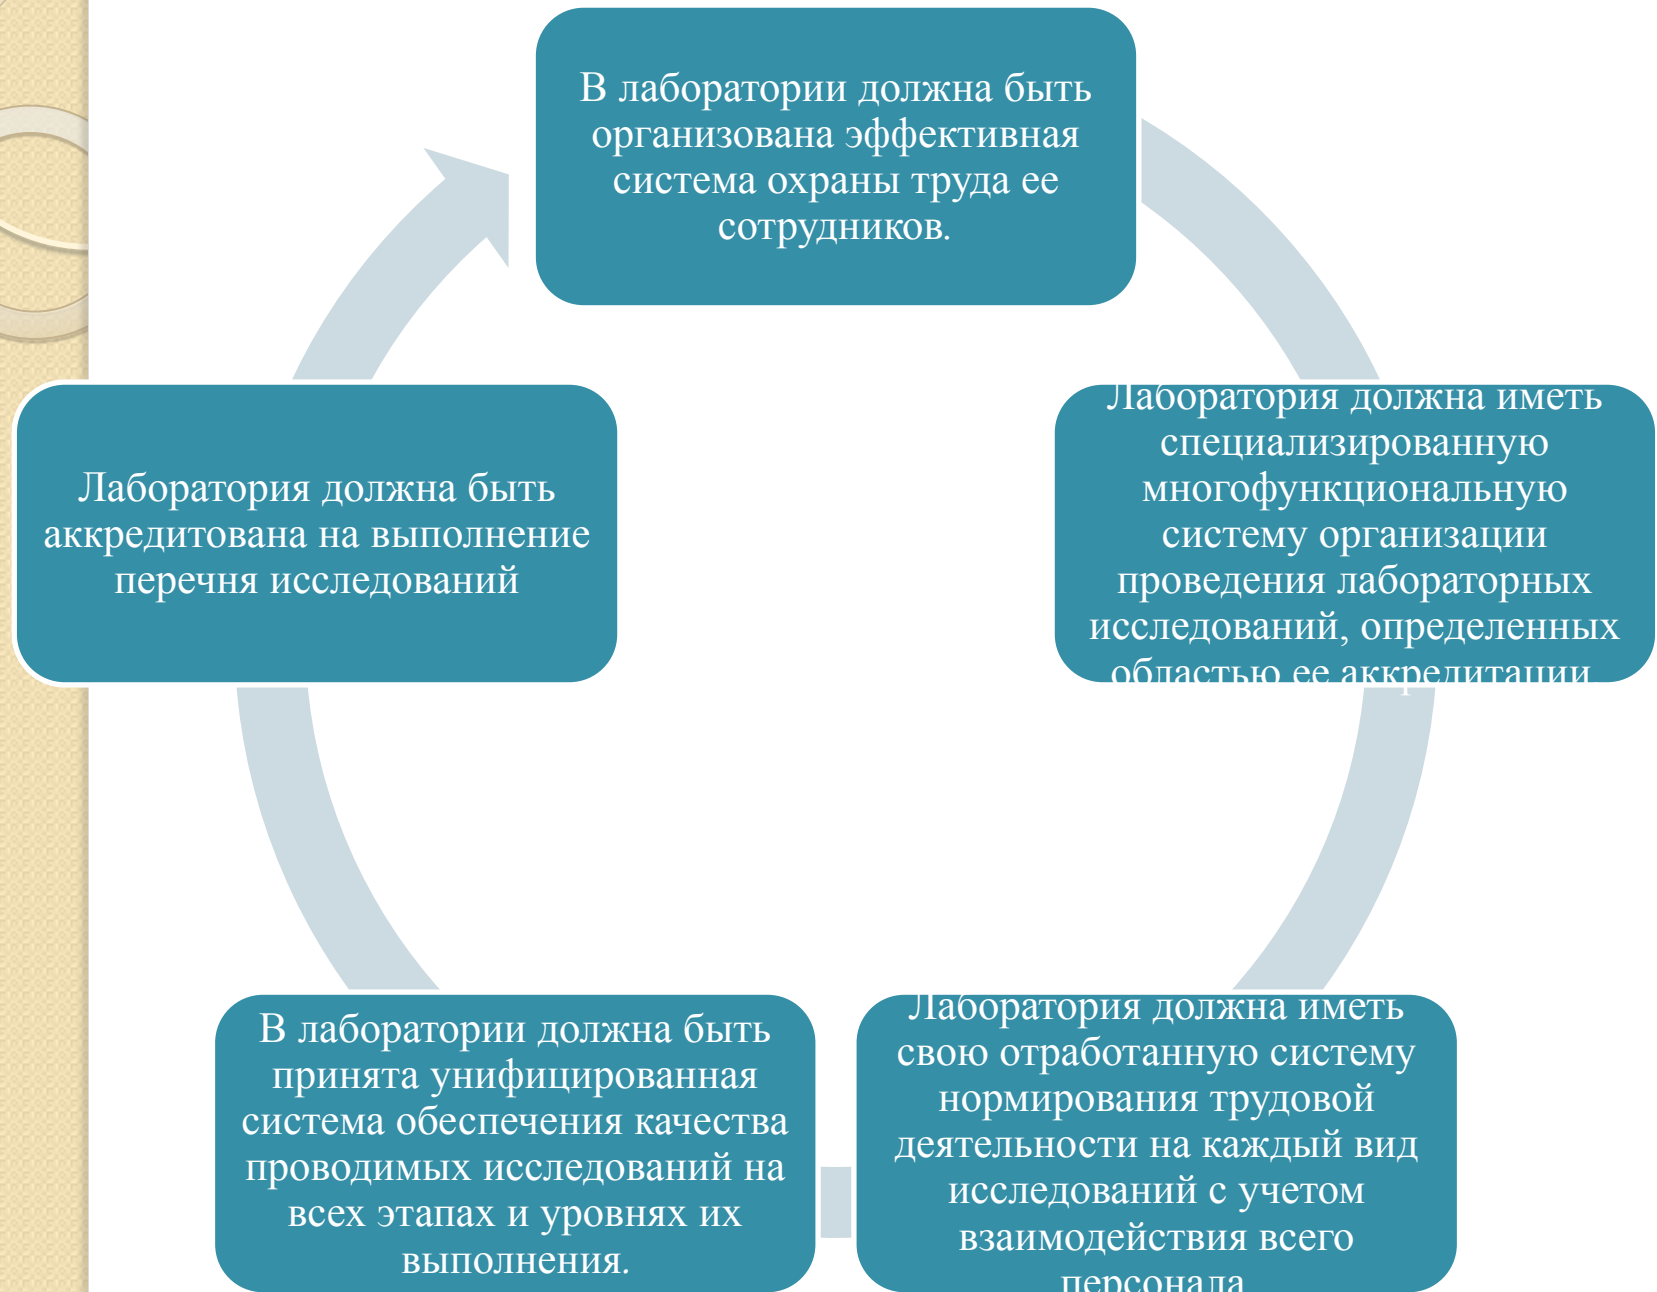 В лаборатории должна быть
организована эффективная
система охраны труда ее
сотрудников.
Лаборатория должна иметь
специализированную
многофункциональную
систему организации
проведения лабораторных
исследований, определенных
областью ее аккредитации
Лаборатория должна иметь
свою отработанную систему
нормирования трудовой
деятельности на каждый вид
исследований с учетом
взаимодействия всего
персонала
В лаборатории должна быть
принята унифицированная
система обеспечения качества
проводимых исследований на
всех этапах и уровнях их
выполнения.
Лаборатория должна быть
аккредитована на выполнение
перечня исследований